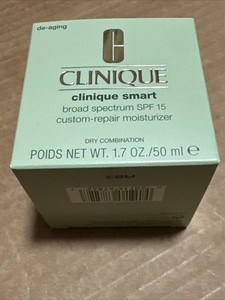 de-aging
CLINIQUE
clinique smart
broad spectrum SPF 15
custom-repair moisturizer
DRY COMBINATION
POIDS NET WT. 1.7 OZ./50 ml ℮